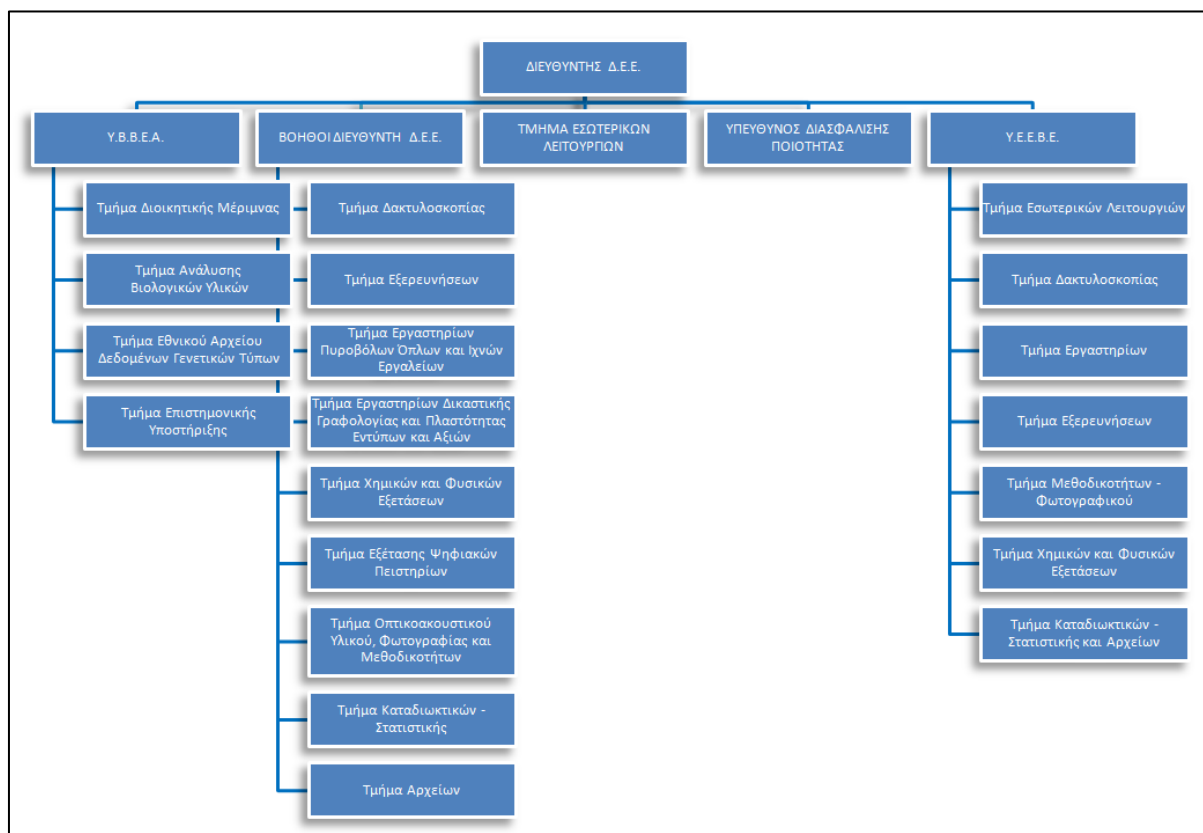 ΔΙΕΥΘΥΝΤΗΣ Δ.Ε.Ε.
Υ.Β.Β.Ε.Α.
ΒΟΗΘΟΙ ΔΙΕΥΘΥΝΤΗ Δ.Ε.Ε.
ΤΜΗΜΑ ΕΣΩΤΕΡΙΚΩΝ
ΛΕΙΤΟΥΡΓΙΩΝ
ΥΠΕΥΘΥΝΟΣ ΔΙΑΣΦΑΛΙΣΗΣ
ΠΟΙΟΤΗΤΑΣ
Υ.Ε.Ε.Β.Ε.
Τμήμα Διοικητικής Μέριμνας
Τμήμα Ανάλυσης
Βιολογικών Υλικών
Τμήμα Εθνικού Αρχείου
Δεδομένων Γενετικών Τύπων
Τμήμα Επιστημονικής
Υποστήριξης
Τμήμα Δακτυλοσκοπίας
Τμήμα Εξερευνήσεων
Τμήμα Εργαστηρίων
Πυροβόλων Όπλων και Ιχνών
Εργαλείων
Τμήμα Εργαστηρίων Δικαστικής
Γραφολογίας και Πλαστότητας
Εντύπων και Αξιών
Τμήμα Χημικών και Φυσικών
Εξετάσεων
Τμήμα Εξέτασης Ψηφιακών
Πειστηρίων
Τμήμα Οπτικοακουστικού
Υλικού, Φωτογραφίας και
Μεθοδικοτήτων
Τμήμα Καταδιωκτικών -
Στατιστικής
Τμήμα Αρχείων
Τμήμα Εσωτερικών Λειτουργιών
Τμήμα Δακτυλοσκοπίας
Τμήμα Εργαστηρίων
Τμήμα Εξερευνήσεων
Τμήμα Μεθοδικοτήτων -
Φωτογραφικού
Τμήμα Χημικών και Φυσικών
Εξετάσεων
Τμήμα Καταδιωκτικών -
Στατιστικής και Αρχείων